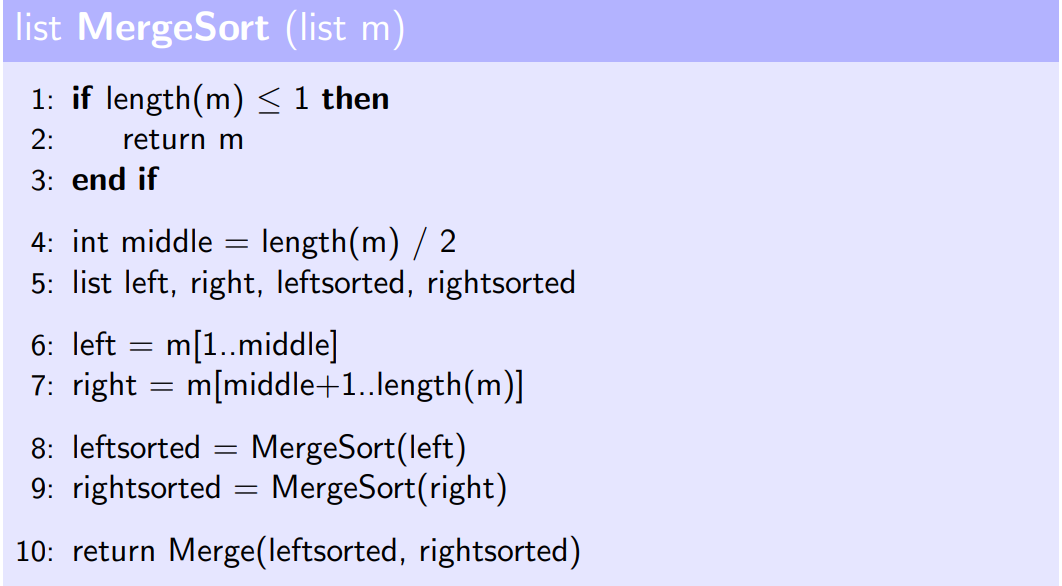 list MergeSort (list m)
1: if length(m) ≤ 1 then
2: return m
3: end if
4: int middle = length(m) / 2
5: list left, right, leftsorted, rightsorted
6: left = m[1..middle]
7: right = m[middle+1..length(m)]
8: leftsorted = MergeSort(left)
9: rightsorted = MergeSort(right)
10: return Merge(leftsorted, rightsorted)